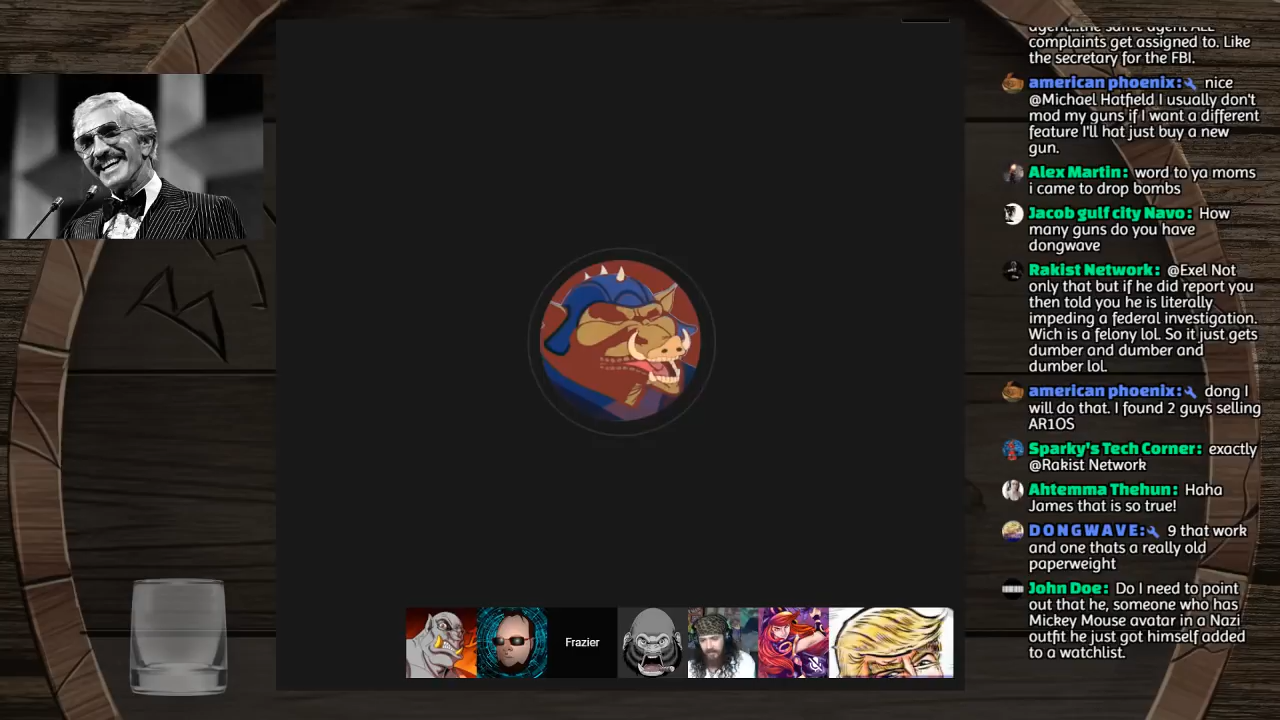 agent...the same agent ALL
complaints get assigned to. Like
the secretary for the FBI.
american phoenix: nice
@Michael Hatfield I usually don't
mod my guns if I want a different
feature I'll hat just buy a new
gun.
Alex Martin: word to ya moms
i came to drop bombs
Jacob gulf city Navo: How
many guns do you have
dongwave
Rakist Network: @Exel Not
only that but if he did report you
then told you he is literally
impeding a federal investigation.
Wich is a felony lol. So it just gets
dumber and dumber and
dumber lol.
american phoenix: dong I
will do that. I found 2 guys selling
AR10S
Sparky's Tech Corner: exactly
@Rakist Network
Ahtemma Thehun: Haha
James that is so true!
DONGWAVE: 9 that work
and one thats a really old
paperweight
John Doe: Do I need to point
out that he, someone who has
Mickey Mouse avatar in a Nazi
outfit he just got himself added
to a watchlist.
Frazier